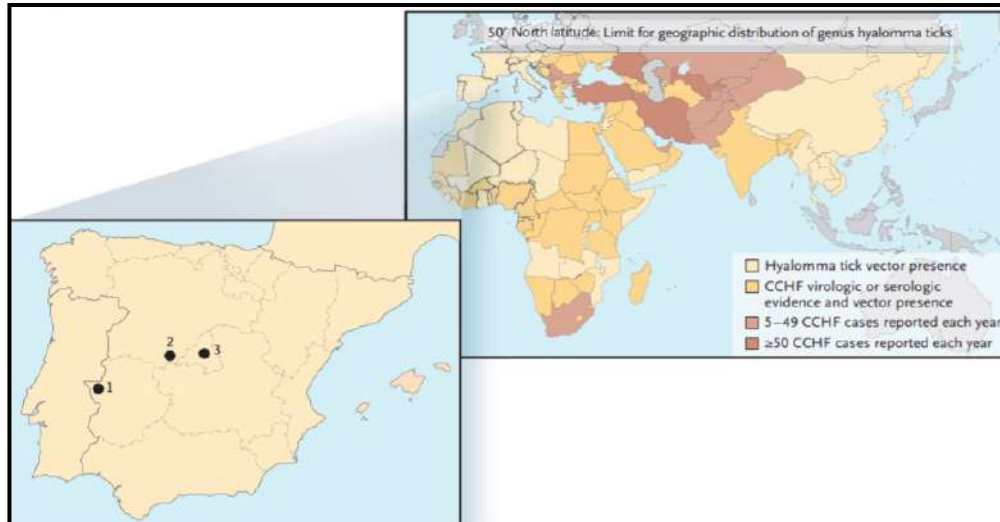 50° North latitude: Limit for geographic distribution of genus hyalomma ticks
Hyalomma tick vector presence
CCHF virologic or serologic
evidence and vector presence
5–49 CCHF cases reported each year
≥50 CCHF cases reported each year
2
3
1